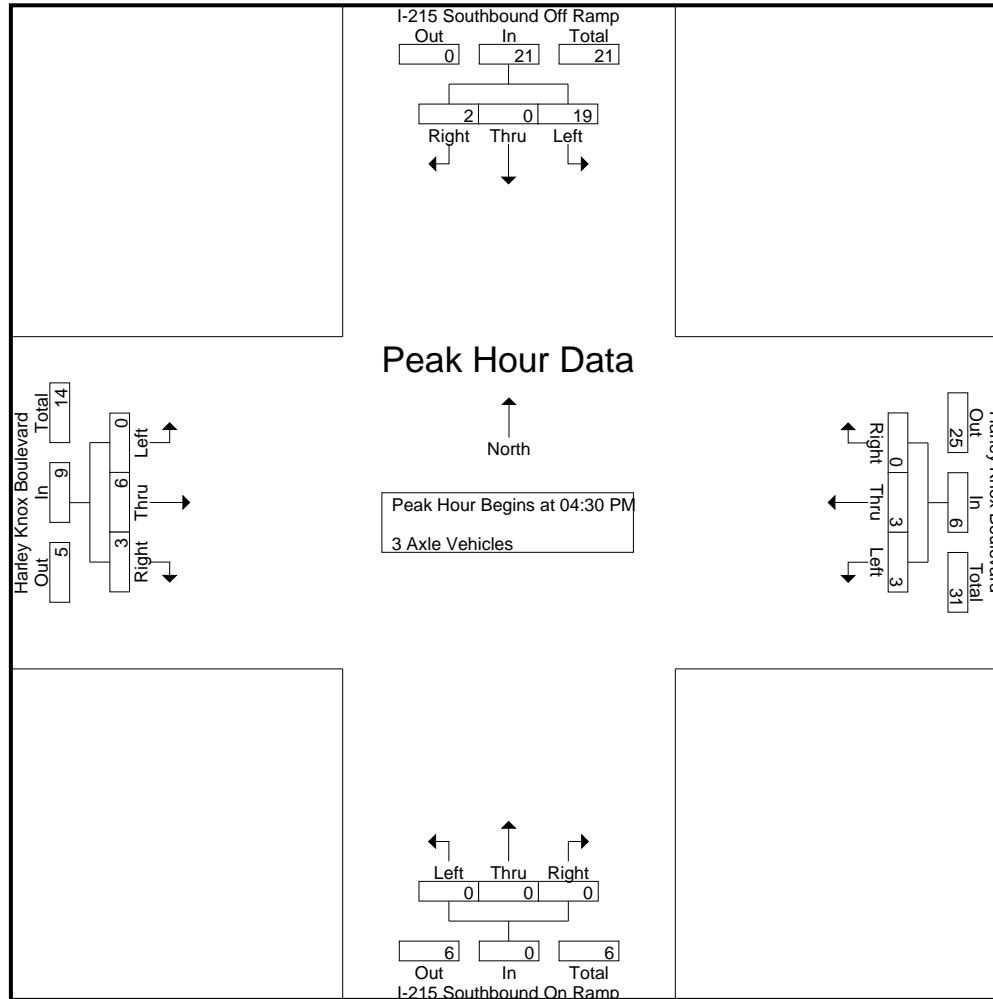 I-215 Southbound Off Ramp
Out In Total
0 21 21
2 0 19
Right Thru Left
Peak Hour Data
North
Peak Hour Begins at 04:30 PM
3 Axle Vehicles
Harley Knox Boulevard
Out In Total
5 9 14
0 6 3
Left Thru Right
Right Thru Left
0 3 3
Out In Total
25 6 31
Left Thru Right
0 0 0
6 0 6
Out In Total
I-215 Southbound On Ramp